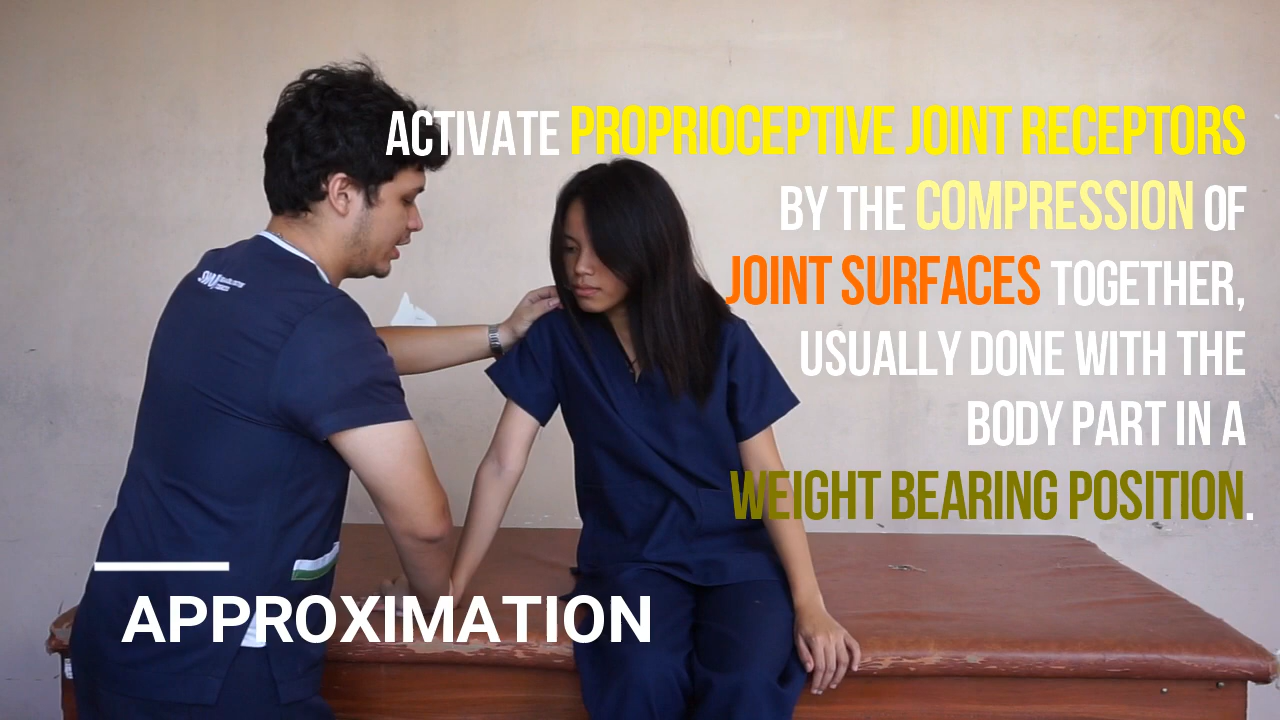 ACTIVATE PROPRIOCEPTIVE JOINT RECEPTORS
BY THE COMPRESSION OF
JOINT SURFACES TOGETHER,
USUALLY DONE WITH THE
BODY PART IN A
WEIGHT BEARING POSITION.
APPROXIMATION